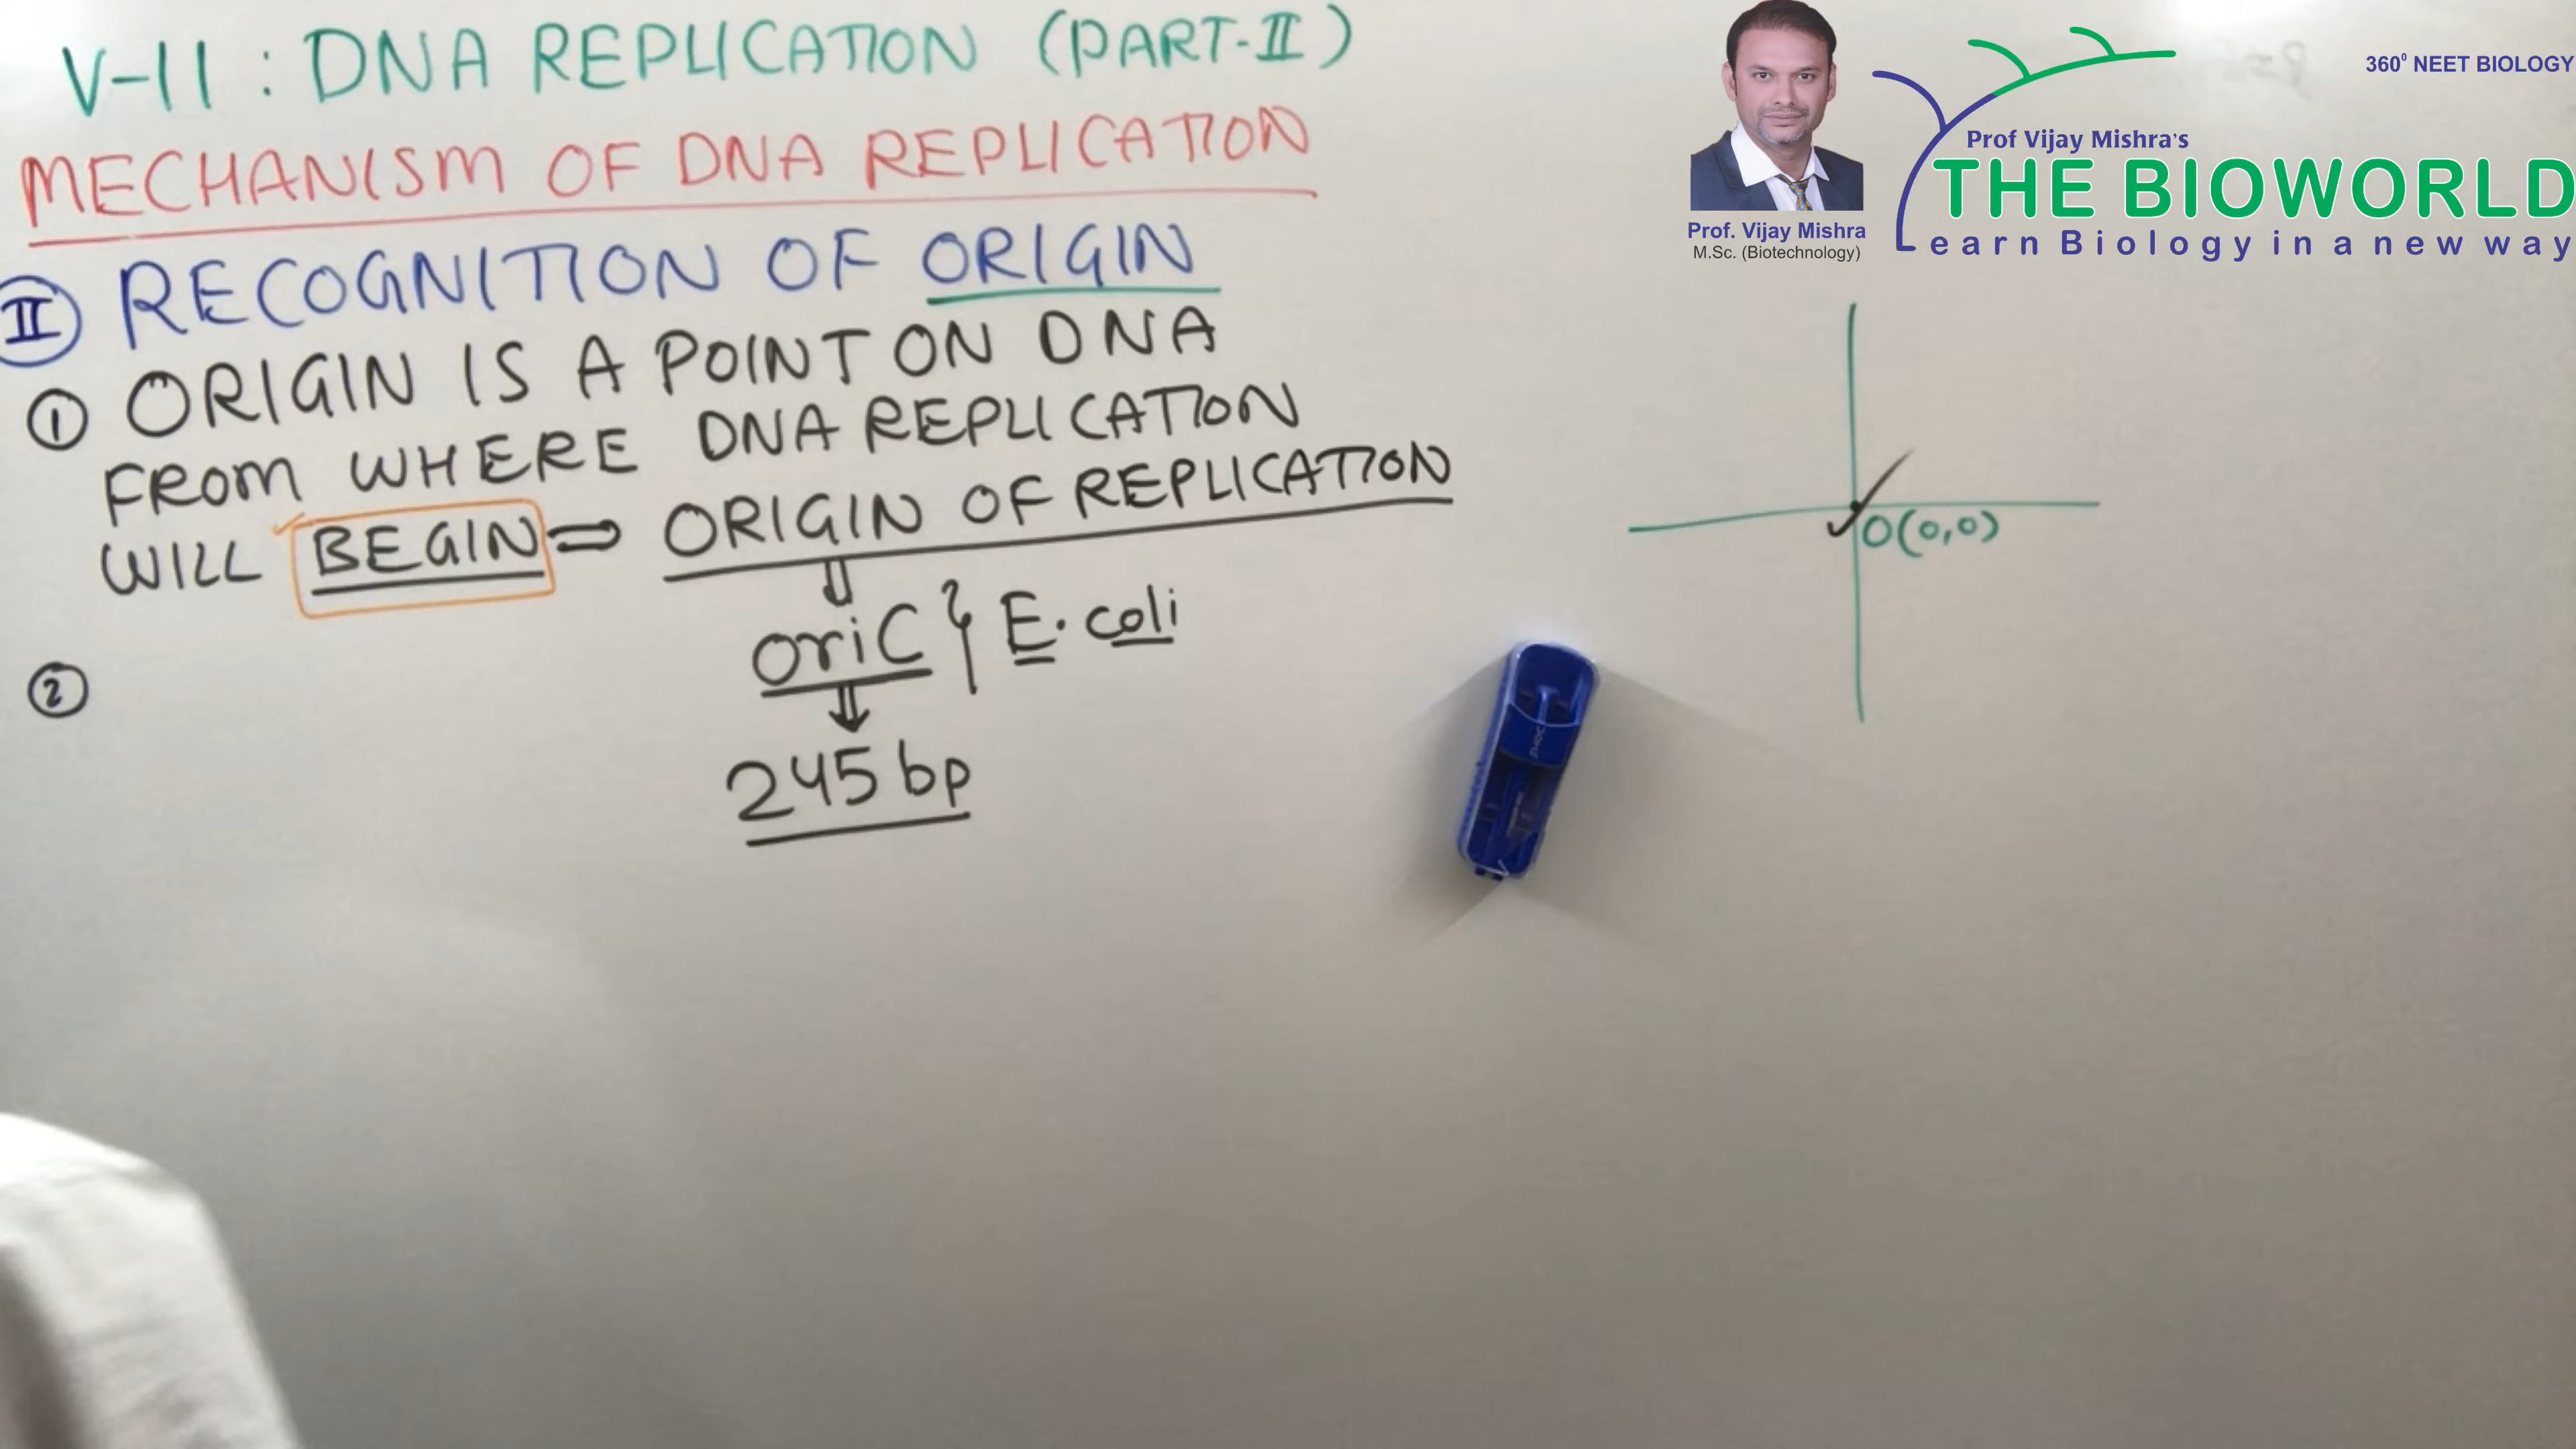 V-11 : DNA REPLICATION (PART-II)
MECHANISM OF DNA REPLICATION
II RECOGNITION OF ORIGIN
① ORIGIN IS A POINT ON DNA
FROM WHERE DNA REPLICATION
WILL BEGIN ⇒ ORIGIN OF REPLICATION
oriC } E. coli
245 bp
②
O(0,0)
360⁰ NEET BIOLOGY
Prof Vijay Mishra's
THE BIOWORLD
Learn Biology in a new way
Prof. Vijay Mishra
M.Sc. (Biotechnology)